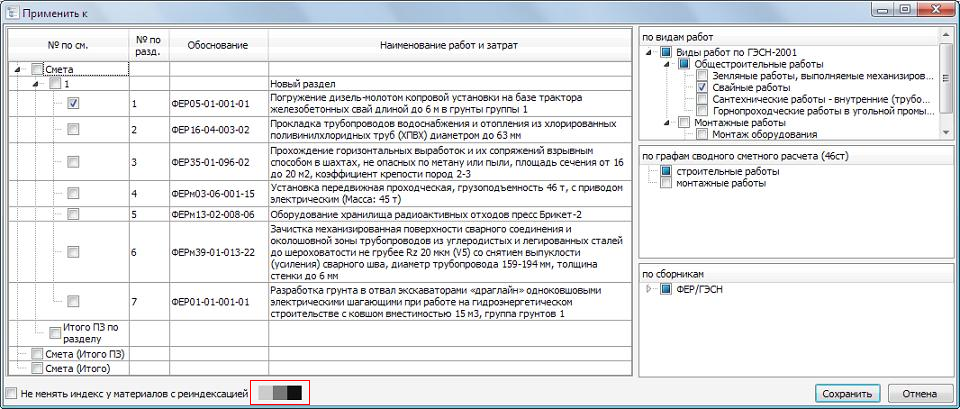 Применить к
№ по см.
№ по разд.
Обоснование
Наименование работ и затрат
Смета
1
Новый раздел
1
ФЕР05-01-001-01
Погружение дизель-молотом копровой установки на базе трактора
железобетонных свай длиной до 6 м в грунты группы 1
2
ФЕР16-04-003-02
Прокладка трубопроводов водоснабжения и отопления из хлорированных
поливинилхлоридных труб (ХПВХ) диаметром до 63 мм
3
ФЕР35-01-096-02
Прохождение горизонтальных выработок и их сопряжений взрывным
способом в шахтах, не опасных по метану или пыли, площадь сечения от 16
до 20 м2, коэффициент крепости пород 2-3
4
ФЕРм03-06-001-15
Установка передвижная проходческая, грузоподъемность 46 т, с приводом
электрическим (Масса: 45 т)
5
ФЕРм13-02-008-06
Оборудование хранилища радиоактивных отходов пресс Брикет-2
6
ФЕРм39-01-013-22
Зачистка механизированная поверхности сварного соединения и
околошовной зоны трубопроводов из углеродистых и легированных сталей
до шероховатости не грубее Rz 20 мкм (V5) со снятием выпуклости
(усиления) сварного шва, диаметр трубопровода 159-194 мм, толщина
стенки до 6 мм
7
ФЕР01-01-001-01
Разработка грунта в отвал экскаваторами «драглайн» одноковшовыми
электрическими шагающими при работе на гидроэнергетическом
строительстве с ковшом вместимостью 15 м3, группа грунтов 1
Итого ПЗ по
разделу
Смета (Итого ПЗ)
Смета (Итого)
по видам работ
Виды работ по ГЭСН-2001
Общестроительные работы
Земляные работы, выполняемые механизиров...
Свайные работы
Сантехнические работы - внутренние (трубо...
Горнопроходческие работы в угольной промы...
Монтажные работы
Монтаж оборудования
по графам сводного сметного расчета (46ст)
строительные работы
монтажные работы
по сборникам
ФЕР/ГЭСН
Не менять индекс у материалов с реиндексацией
Сохранить
Отмена